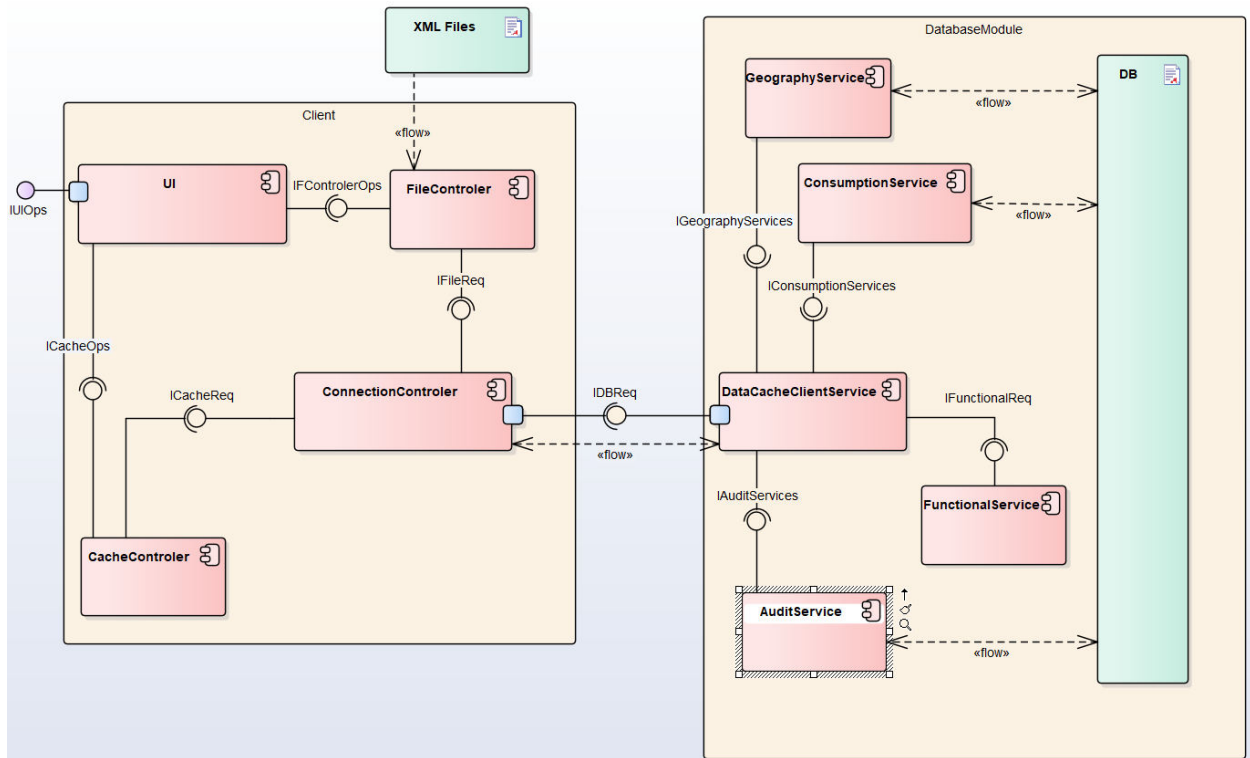 XML Files
DatabaseModule
GeographyService
DB
«flow»
Client
«flow»
UI
IFControlerOps
FileControler
ConsumptionService
IUIOps
«flow»
IGeographyServices
IFileReq
IConsumptionServices
ICacheOps
ICacheReq
ConnectionControler
IDBReq
DataCacheClientService
IFunctionalReq
«flow»
IAuditServices
FunctionalService
CacheControler
AuditService
«flow»